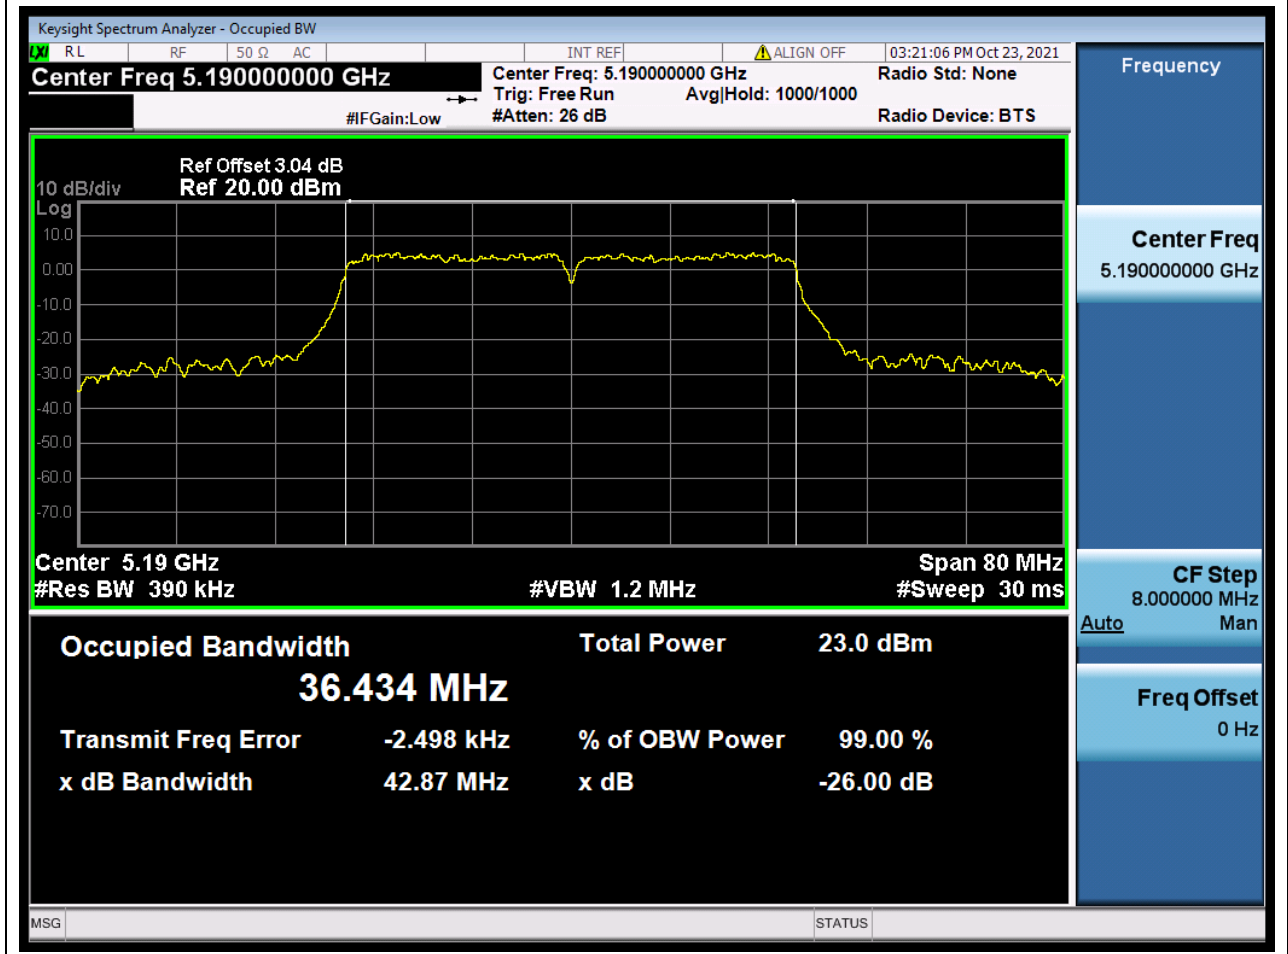 Keysight Spectrum Analyzer - Occupied BW
LXI RL RF 50 Ω AC INT REF ALIGN OFF 03:21:06 PM Oct 23, 2021
Center Freq 5.190000000 GHz
Center Freq: 5.190000000 GHz Radio Std: None
Trig: Free Run Avg|Hold: 1000/1000
#IFGain:Low #Atten: 26 dB Radio Device: BTS
Ref Offset 3.04 dB
10 dB/div Ref 20.00 dBm
Log
10.0
0.00
-10.0
-20.0
-30.0
-40.0
-50.0
-60.0
-70.0
Center 5.19 GHz Span 80 MHz
#Res BW 390 kHz #VBW 1.2 MHz #Sweep 30 ms
Occupied Bandwidth Total Power 23.0 dBm
36.434 MHz
Transmit Freq Error -2.498 kHz % of OBW Power 99.00 %
x dB Bandwidth 42.87 MHz x dB -26.00 dB
Frequency
Center Freq
5.190000000 GHz
CF Step
8.000000 MHz
Auto Man
Freq Offset
0 Hz
MSG STATUS